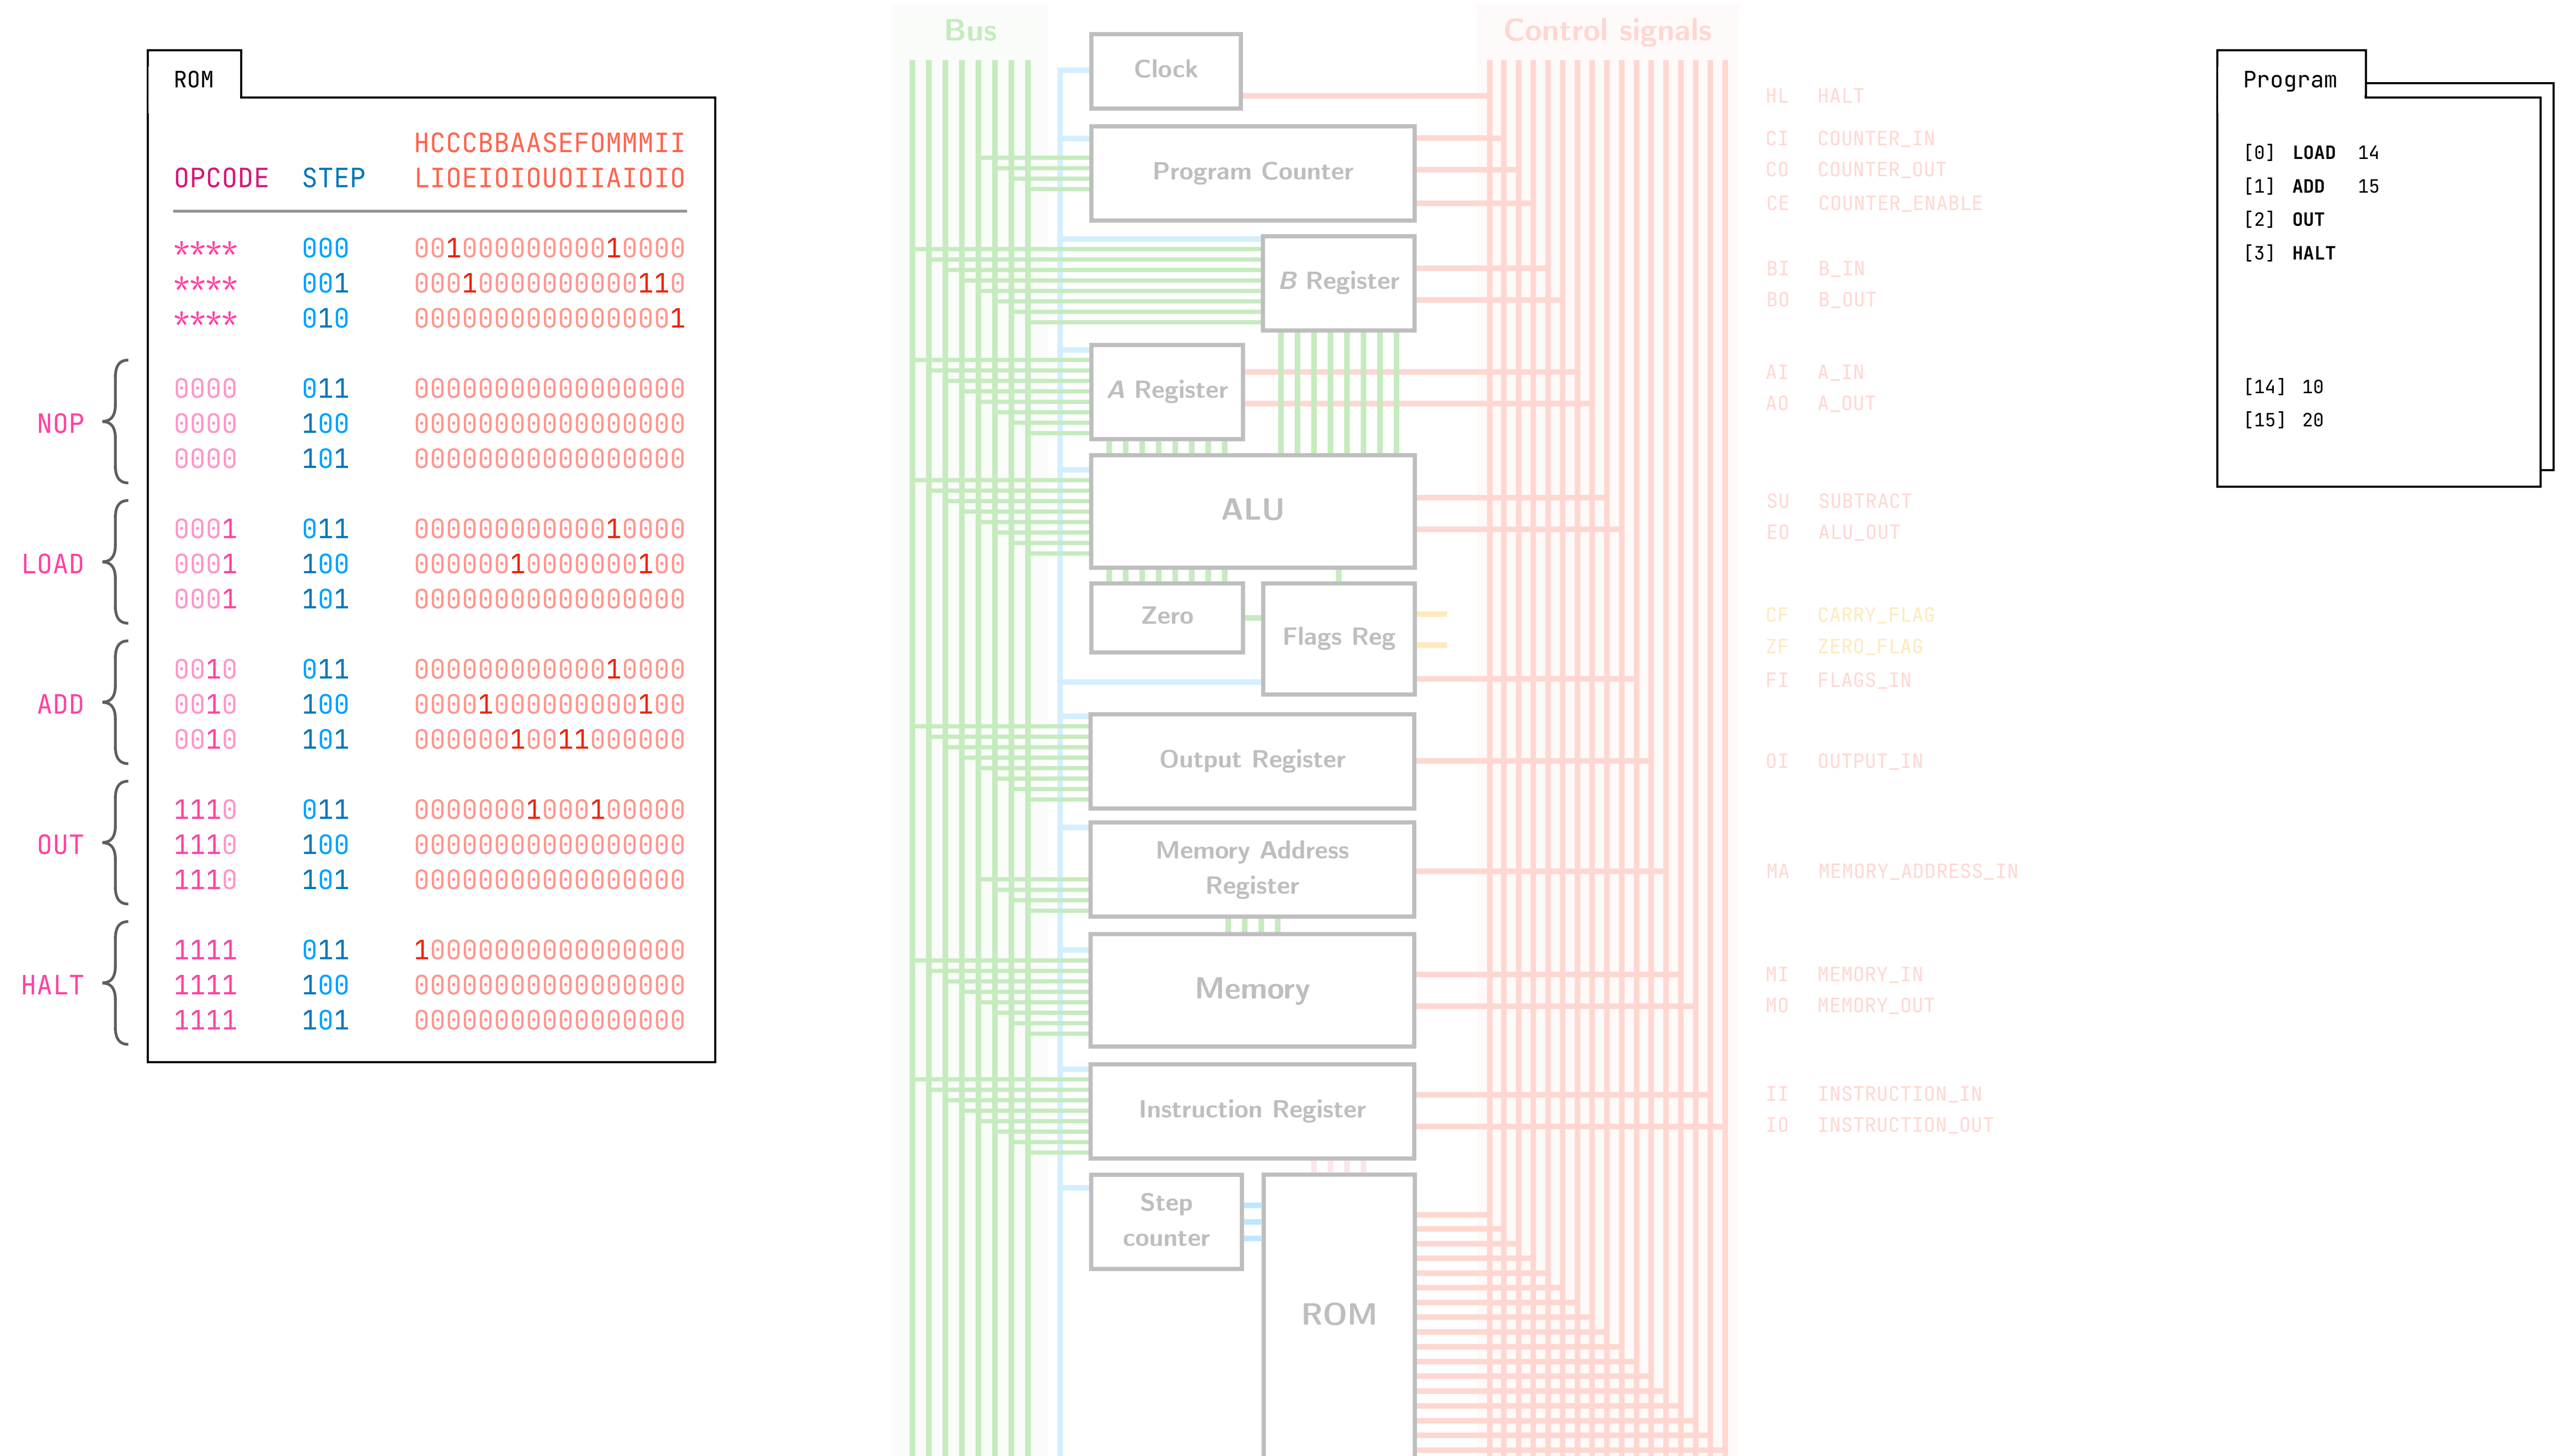 ROM
HCCCBBAASEFOMMMII
OPCODE STEP LIOEIOIOUOIIAIOIO
**** 000 00100000000010000
**** 001 00010000000000110
**** 010 00000000000000001
NOP
0000 011 00000000000000000
0000 100 00000000000000000
0000 101 00000000000000000
LOAD
0001 011 00000000000010000
0001 100 00000010000000100
0001 101 00000000000000000
ADD
0010 011 00000000000010000
0010 100 00001000000000100
0010 101 00000010011000000
OUT
1110 011 00000001000100000
1110 100 00000000000000000
1110 101 00000000000000000
HALT
1111 011 10000000000000000
1111 100 00000000000000000
1111 101 00000000000000000
Bus
Clock
Program Counter
B Register
A Register
ALU
Zero
Flags Reg
Output Register
Memory Address
Register
Memory
Instruction Register
Step
counter
ROM
Control signals
HL HALT
CI COUNTER_IN
CO COUNTER_OUT
CE COUNTER_ENABLE
BI B_IN
BO B_OUT
AI A_IN
AO A_OUT
SU SUBTRACT
EO ALU_OUT
CF CARRY_FLAG
ZF ZERO_FLAG
FI FLAGS_IN
OI OUTPUT_IN
MA MEMORY_ADDRESS_IN
MI MEMORY_IN
MO MEMORY_OUT
II INSTRUCTION_IN
IO INSTRUCTION_OUT
Program
[0] LOAD 14
[1] ADD 15
[2] OUT
[3] HALT
[14] 10
[15] 20